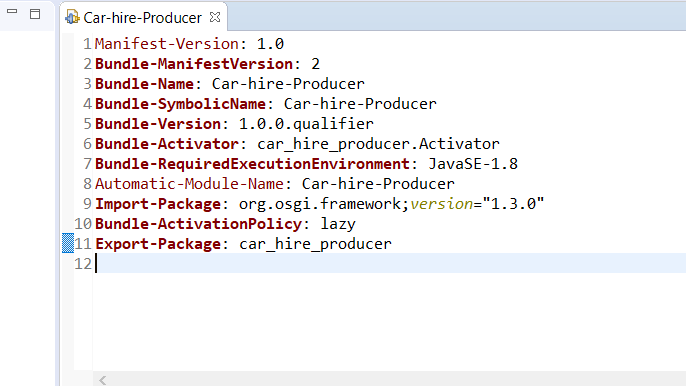 Car-hire-Producer
1 Manifest-Version: 1.0
2 Bundle-ManifestVersion: 2
3 Bundle-Name: Car-hire-Producer
4 Bundle-SymbolicName: Car-hire-Producer
5 Bundle-Version: 1.0.0.qualifier
6 Bundle-Activator: car_hire_producer.Activator
7 Bundle-RequiredExecutionEnvironment: JavaSE-1.8
8 Automatic-Module-Name: Car-hire-Producer
9 Import-Package: org.osgi.framework;version="1.3.0"
10 Bundle-ActivationPolicy: lazy
11 Export-Package: car_hire_producer
12